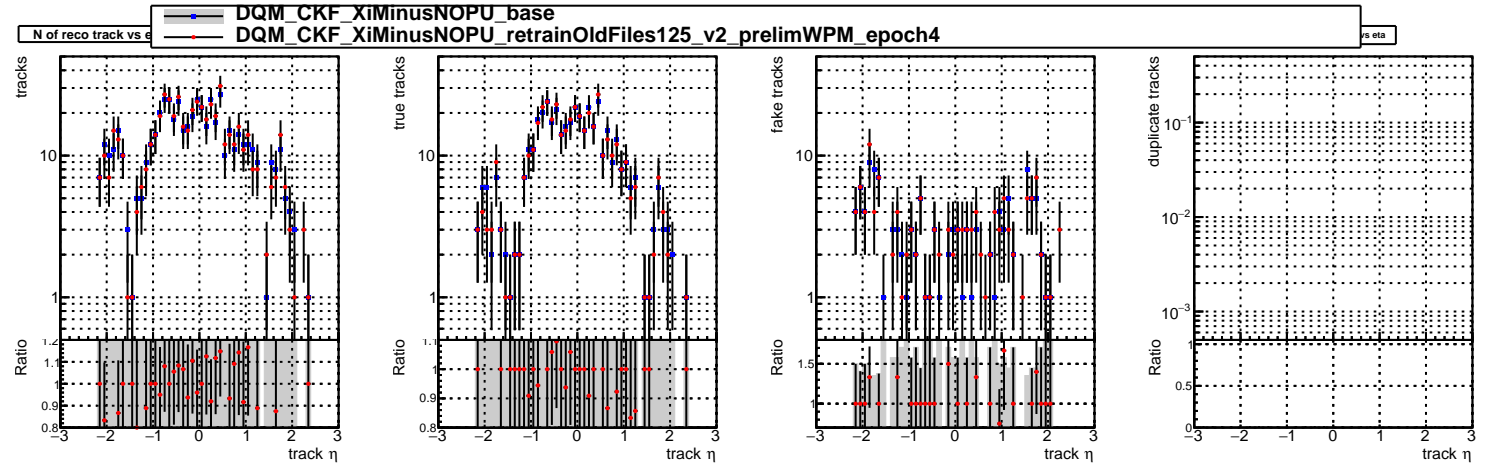 DQM_CKF_XiMinusNOPU_base
DQM_CKF_XiMinusNOPU_retrainOldFiles125_v2_prelimWPM_epoch4
N of reco track vs e
vs eta
tracks
10
1
Ratio
1.2
1.1
1
0.9
0.8
−3 −2 −1 0 1 2 3
track η
true tracks
10
1
Ratio
1.1
1
0.9
0.8
−3 −2 −1 0 1 2 3
track η
fake tracks
10
1
Ratio
1.5
1
−3 −2 −1 0 1 2 3
track η
duplicate tracks
10⁻¹
10⁻²
10⁻³
Ratio
1
0.5
0
−3 −2 −1 0 1 2 3
track η